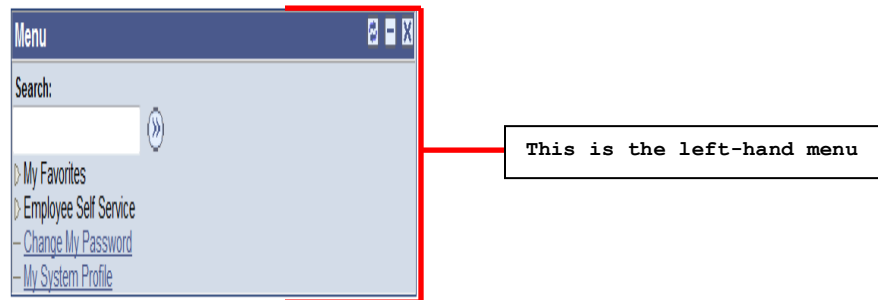 Menu
Search:
My Favorites
Employee Self Service
Change My Password
My System Profile
This is the left-hand menu